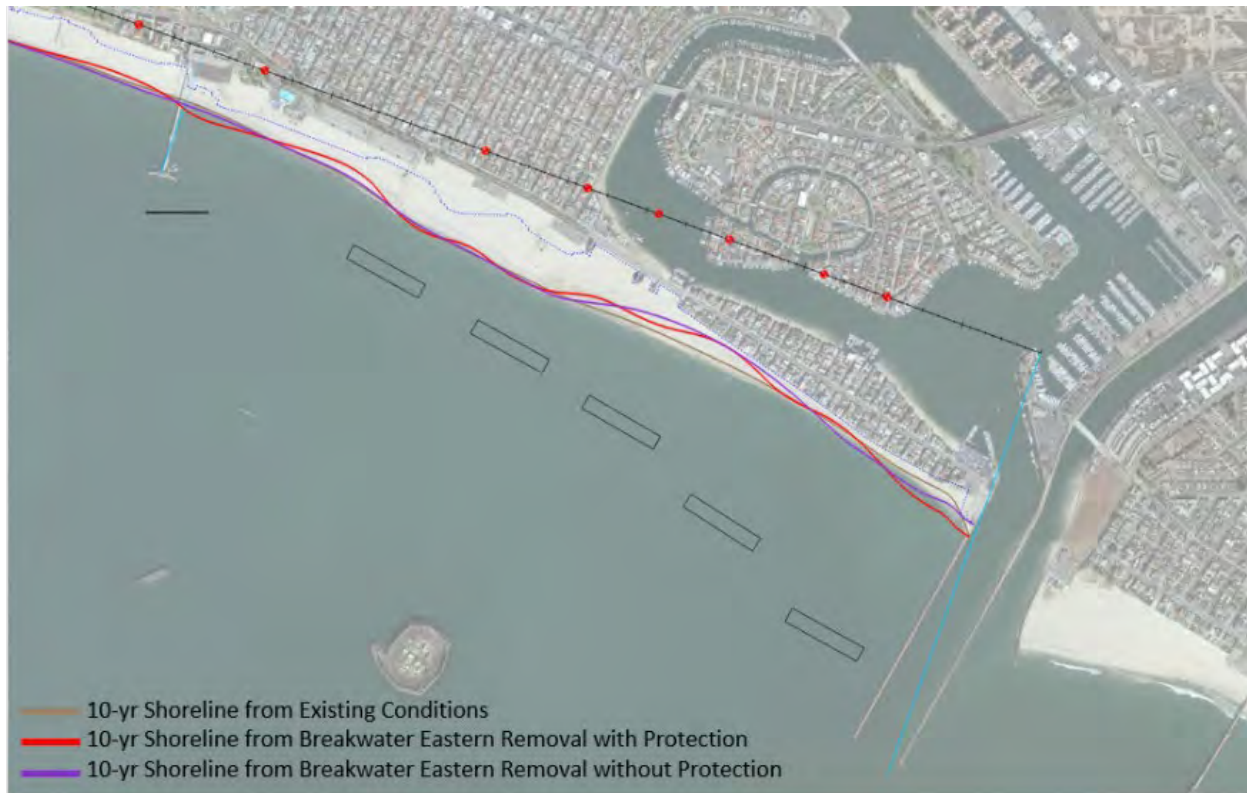 10-yr Shoreline from Existing Conditions
10-yr Shoreline from Breakwater Eastern Removal with Protection
10-yr Shoreline from Breakwater Eastern Removal without Protection